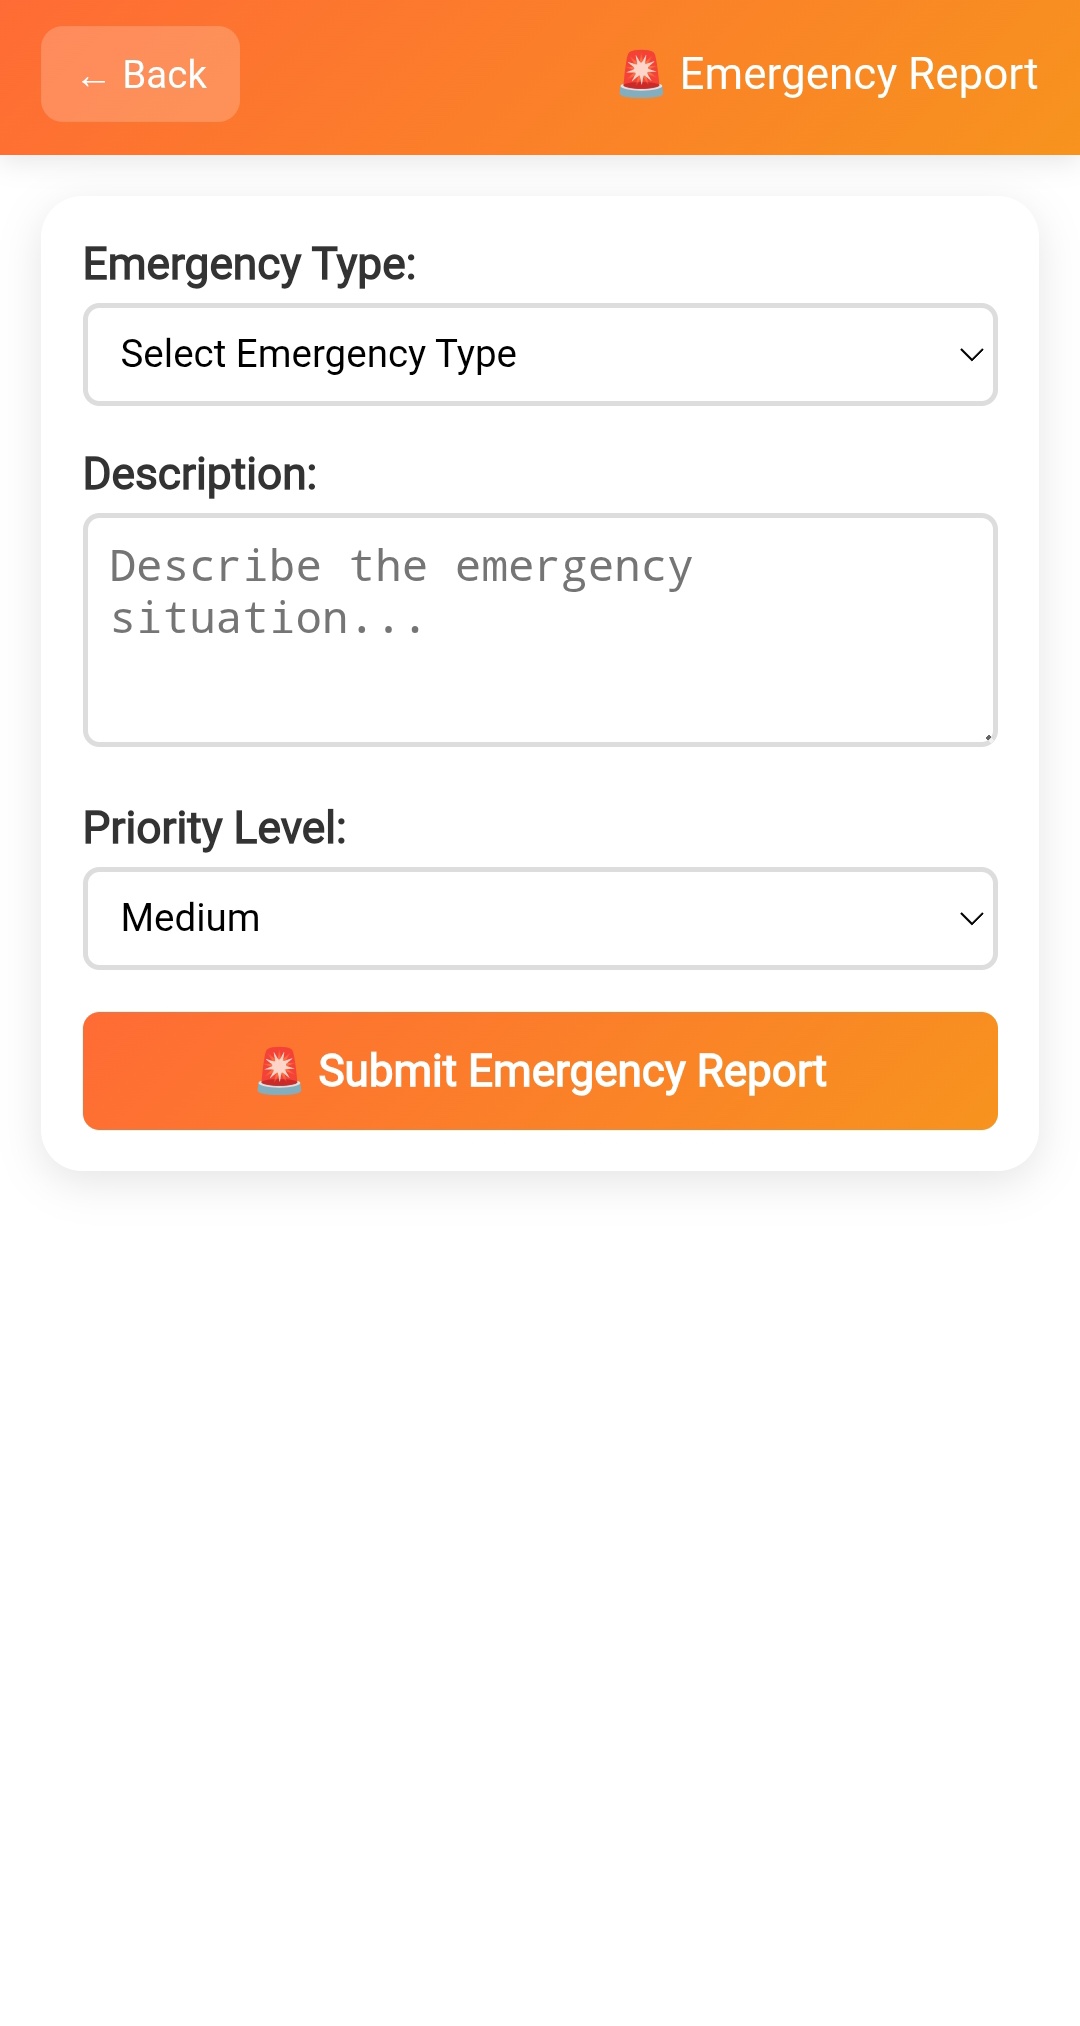 ← Back
🚨 Emergency Report
Emergency Type:
Select Emergency Type
Description:
Describe the emergency
situation...
Priority Level:
Medium
🚨 Submit Emergency Report